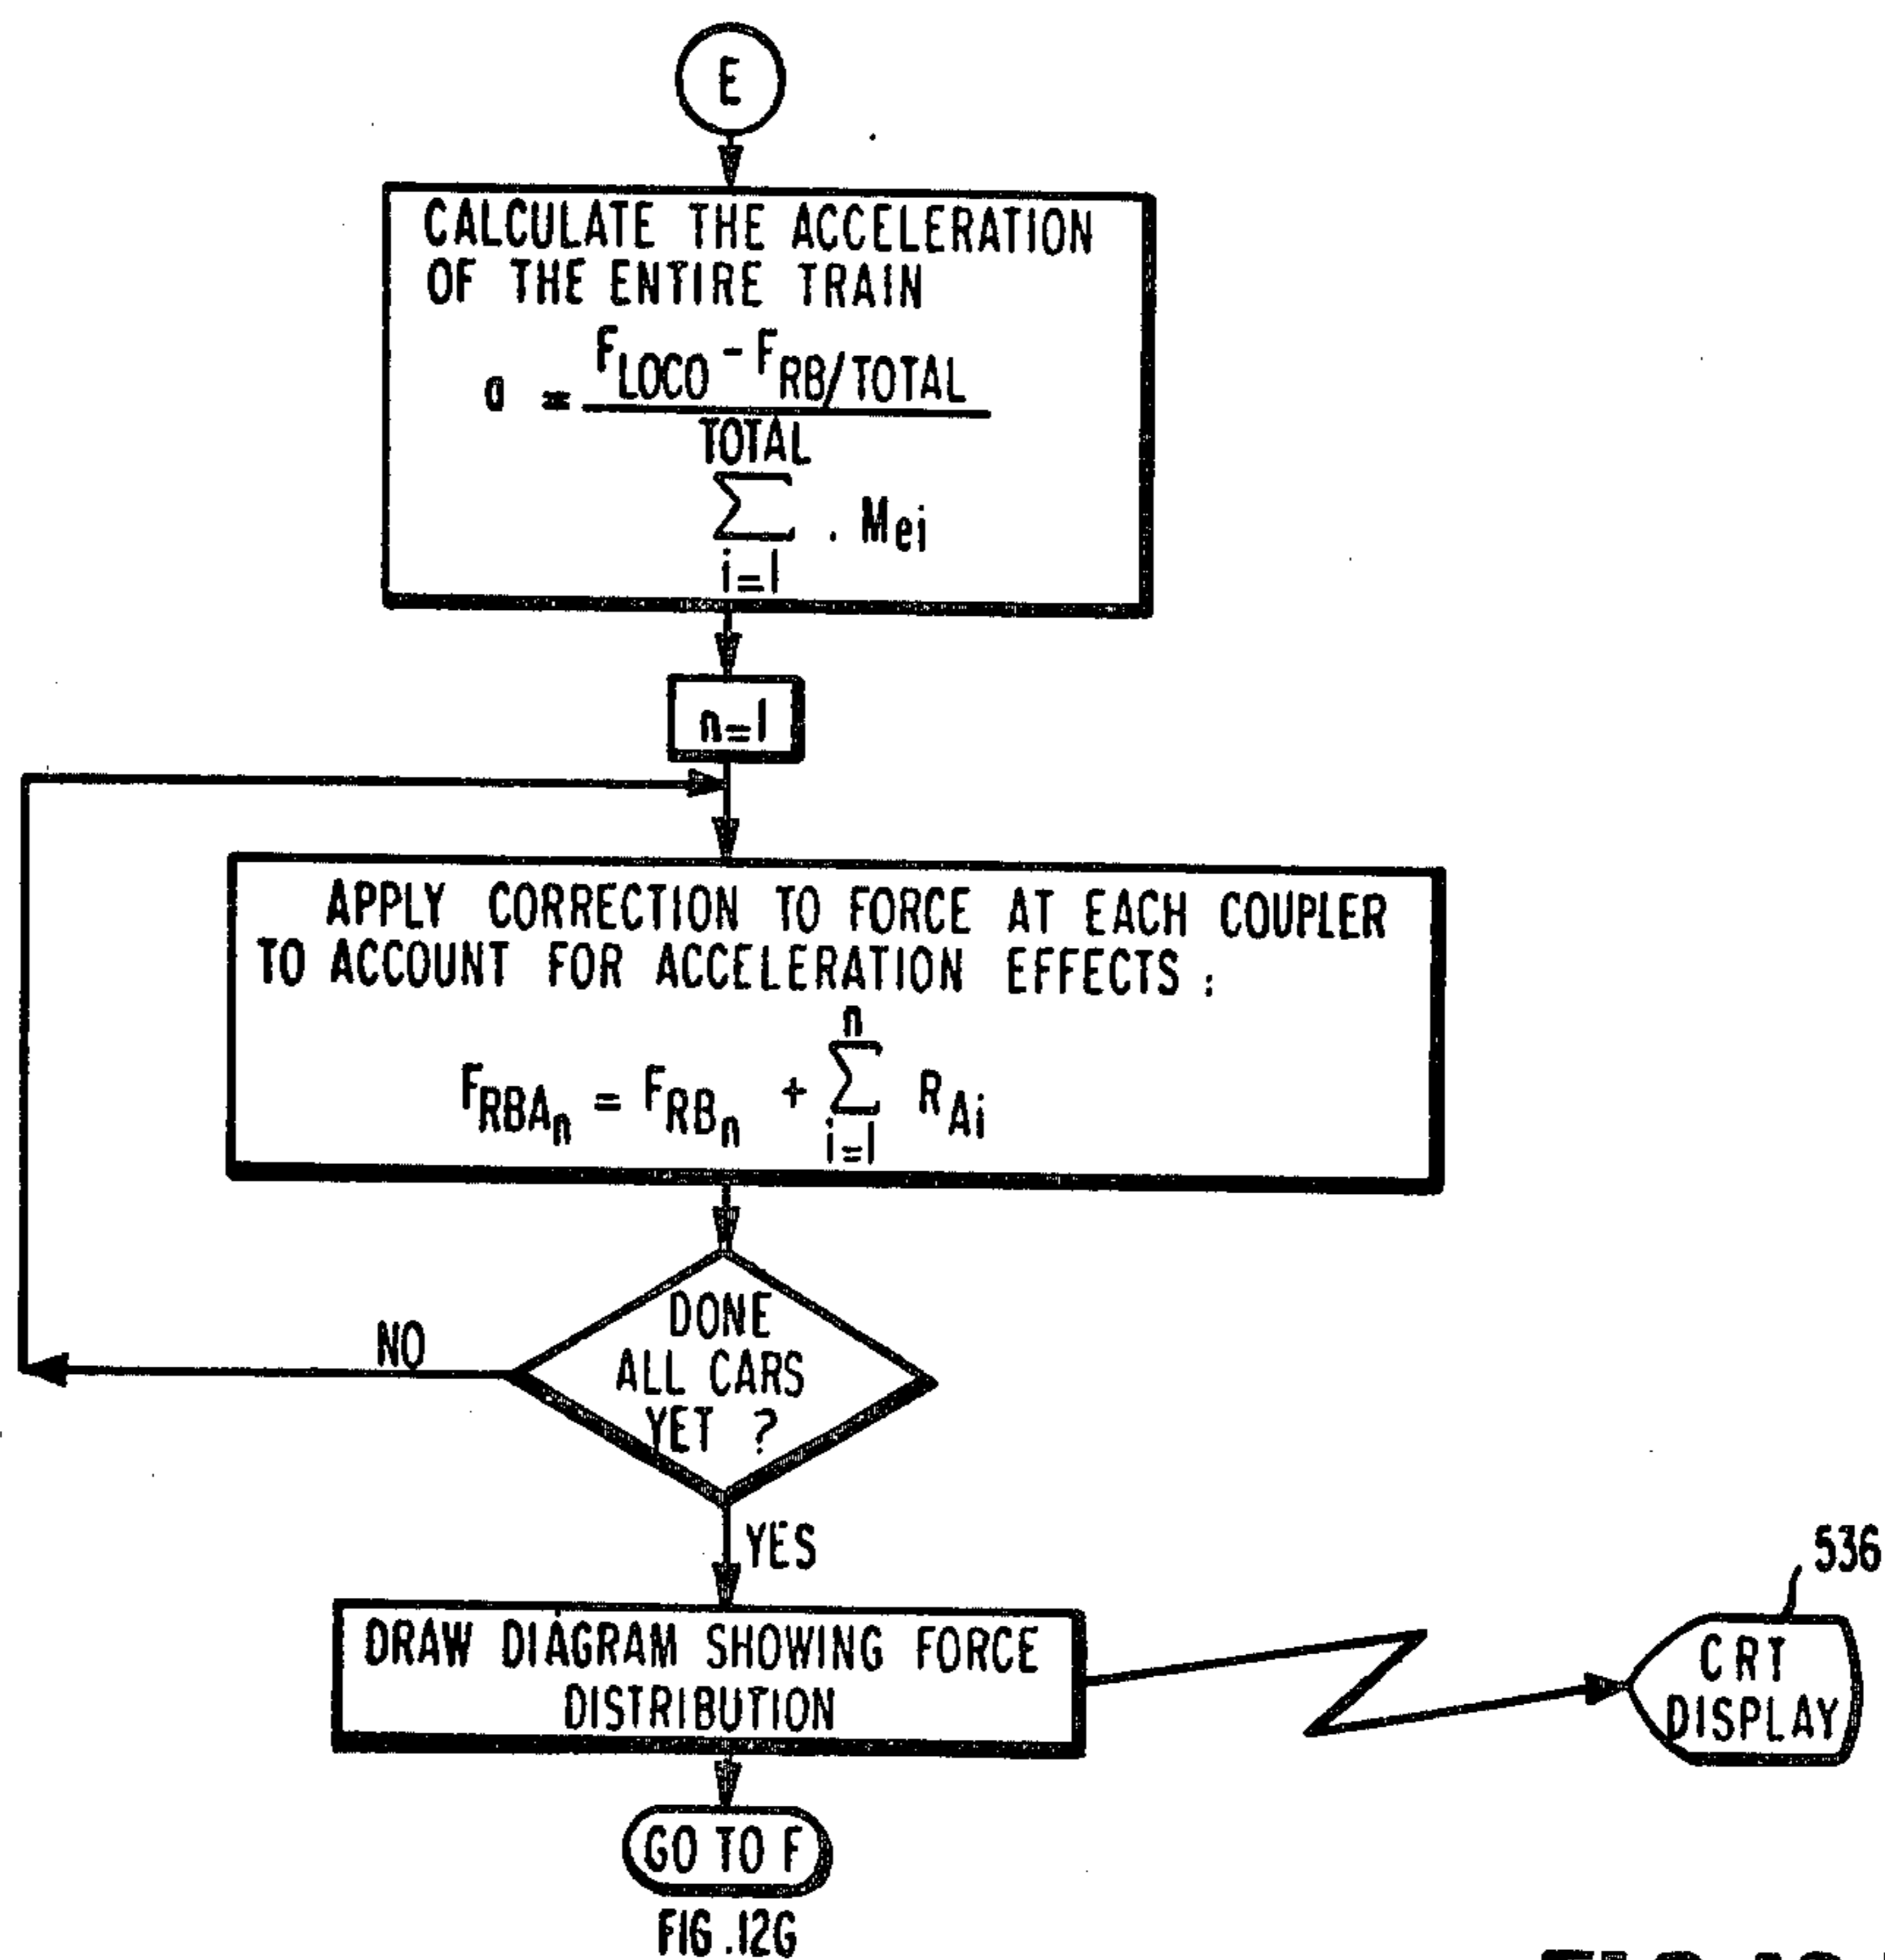 E
CALCULATE THE ACCELERATION
OF THE ENTIRE TRAIN
a = F_LOCO - F_RB/TOTAL
TOTAL
∑ . M_ei
i=1
n=1
APPLY CORRECTION TO FORCE AT EACH COUPLER
TO ACCOUNT FOR ACCELERATION EFFECTS :
n
F_RBA_n = F_RB_n + ∑ R_Ai
i=1
DONE
ALL CARS
YET ?
NO
YES
DRAW DIAGRAM SHOWING FORCE
DISTRIBUTION
536
CRT
DISPLAY
GO TO F
FIG.12G